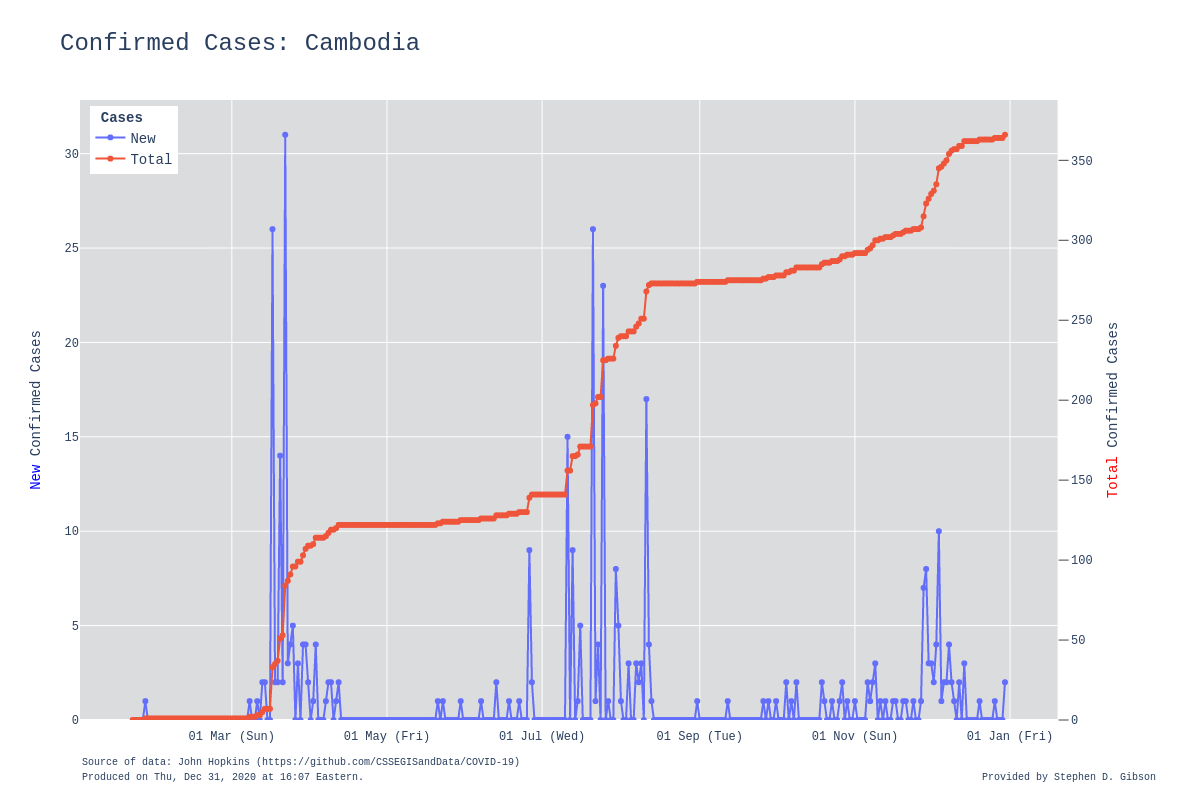 Confirmed Cases: Cambodia
Cases
New
Total
30
25
20
15
10
5
0
350
300
250
200
150
100
50
0
New Confirmed Cases
Total Confirmed Cases
01 Mar (Sun) 01 May (Fri) 01 Jul (Wed) 01 Sep (Tue) 01 Nov (Sun) 01 Jan (Fri)
Source of data: John Hopkins (https://github.com/CSSEGISandData/COVID-19)
Produced on Thu, Dec 31, 2020 at 16:07 Eastern.
Provided by Stephen D. Gibson